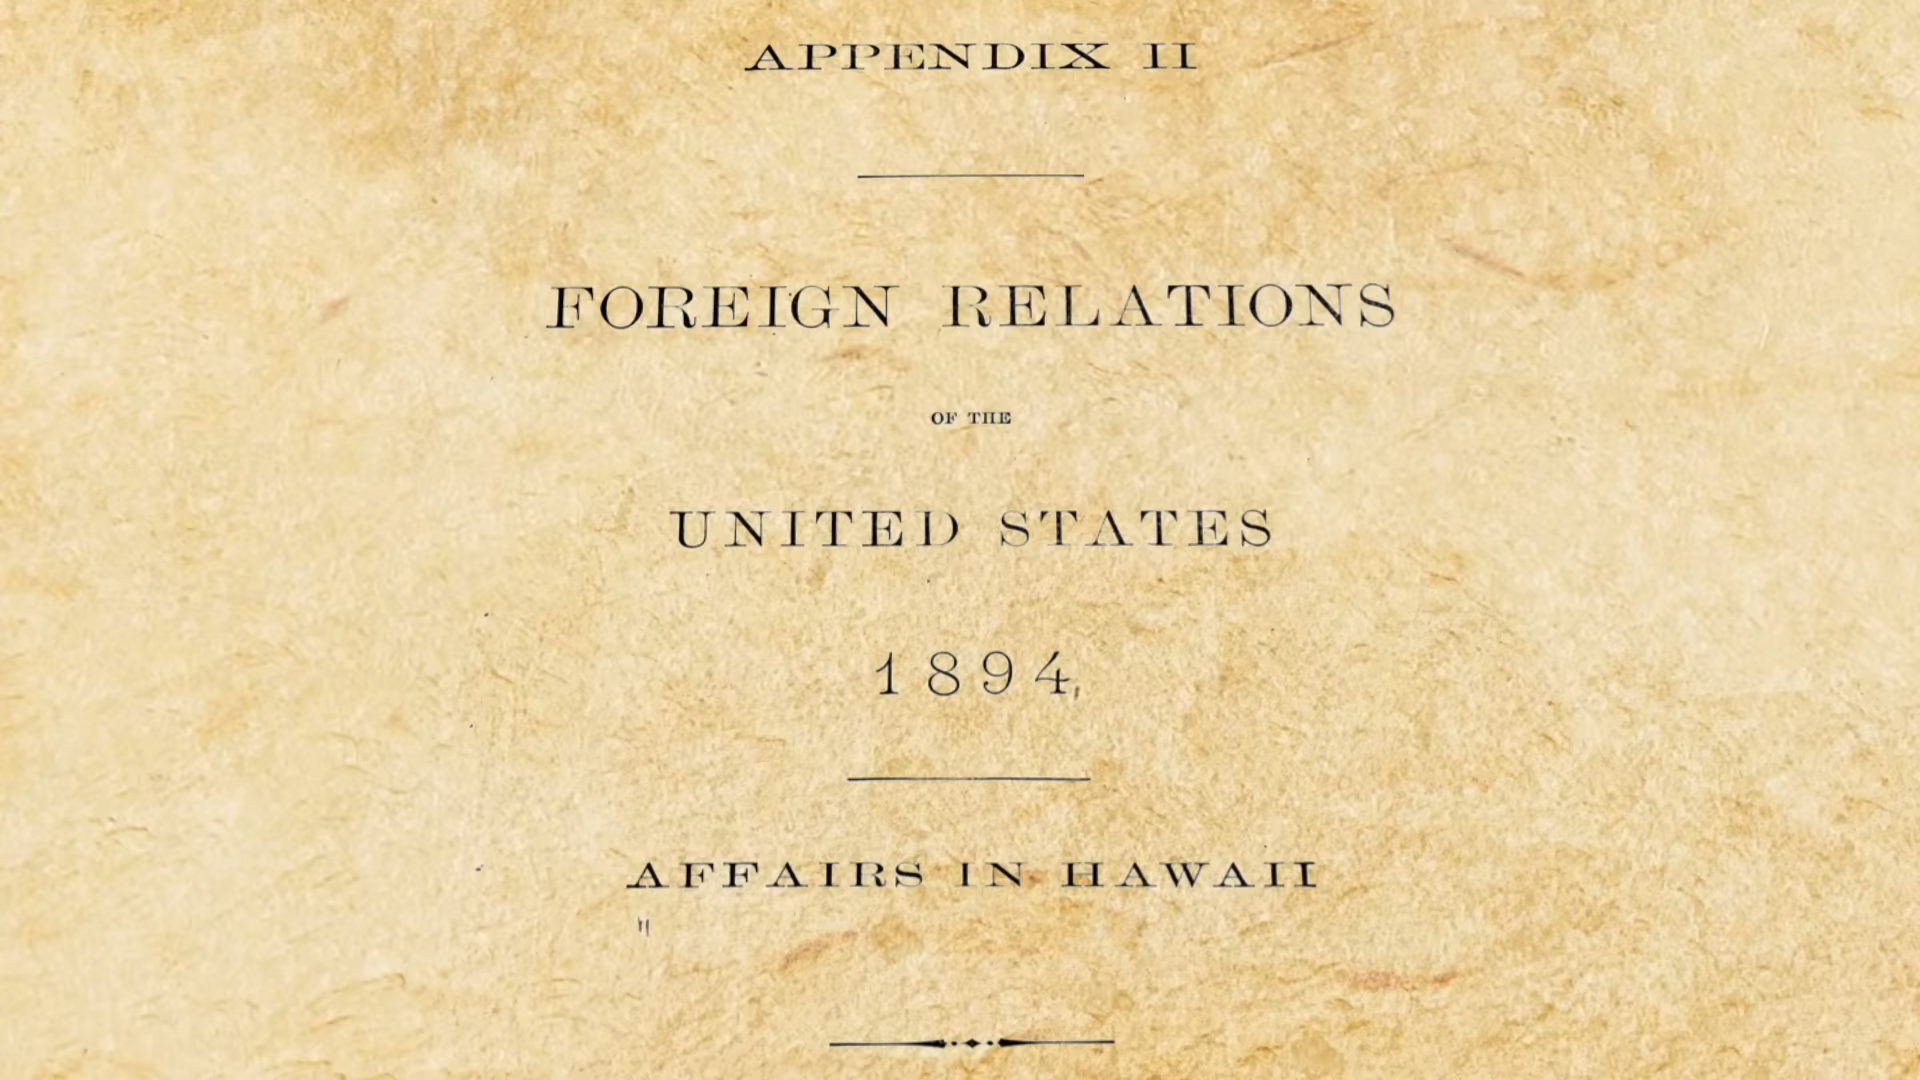 APPENDIX II
FOREIGN RELATIONS
OF THE
UNITED STATES
1894,
AFFAIRS IN HAWAII